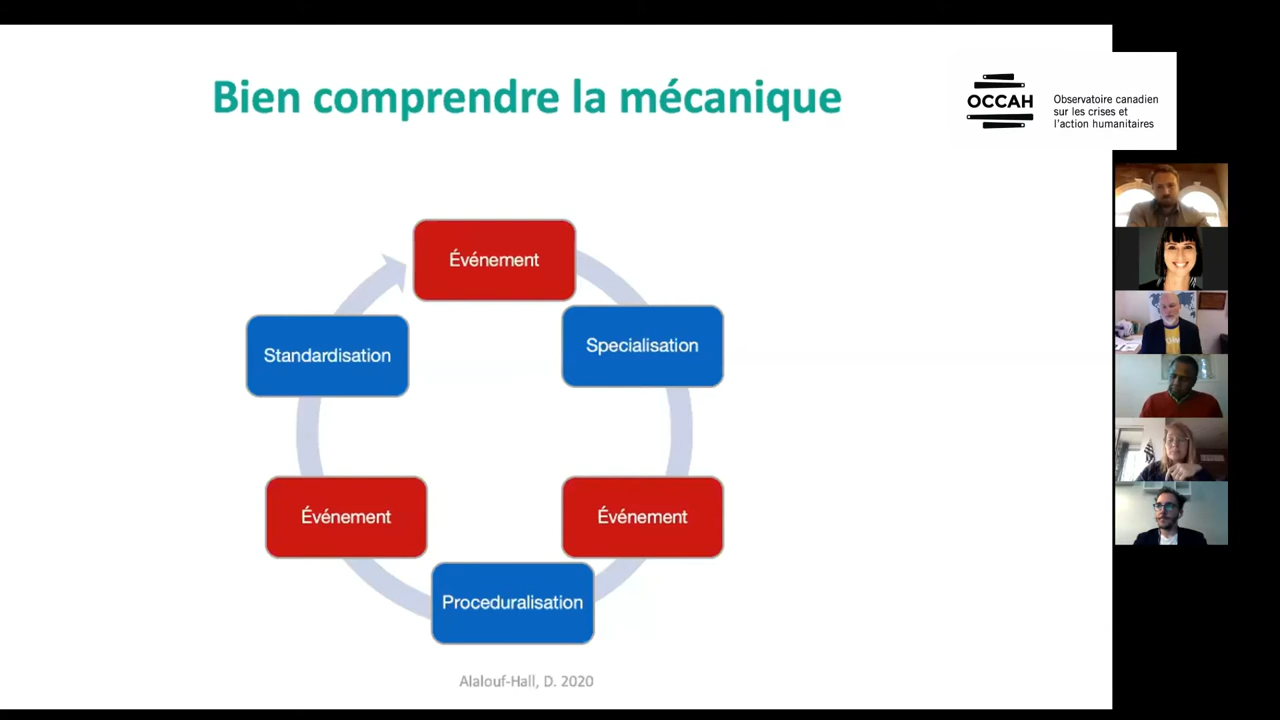 Bien comprendre la mécanique
OCCAH
Observatoire canadien
sur les crises et
l'action humanitaires
Événement
Specialisation
Standardisation
Événement
Événement
Proceduralisation
Alalouf-Hall, D. 2020